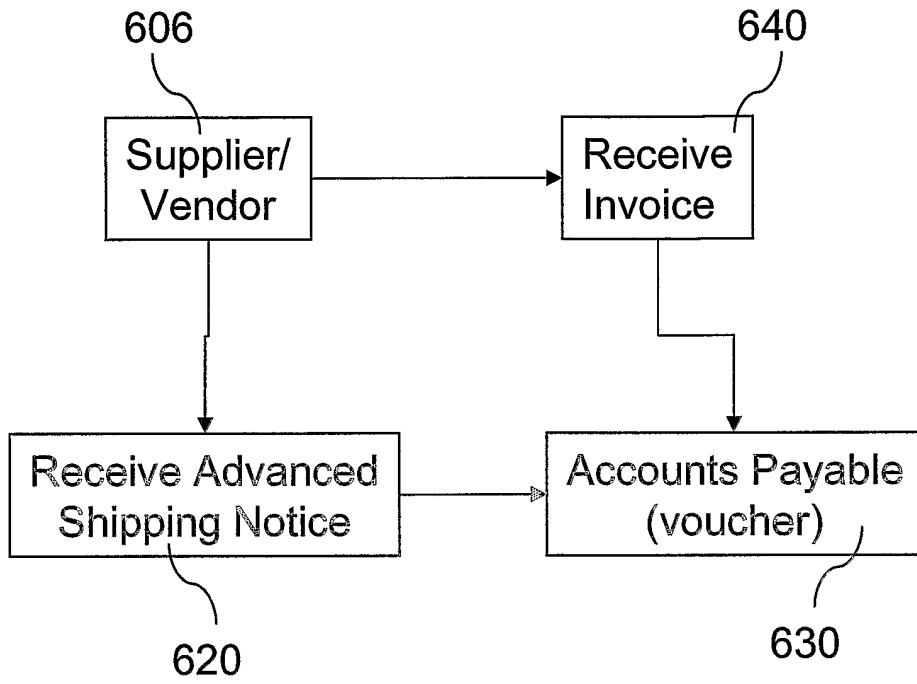 606
640
Supplier/
Vendor
Receive
Invoice
Receive Advanced
Shipping Notice
Accounts Payable
(voucher)
620
630